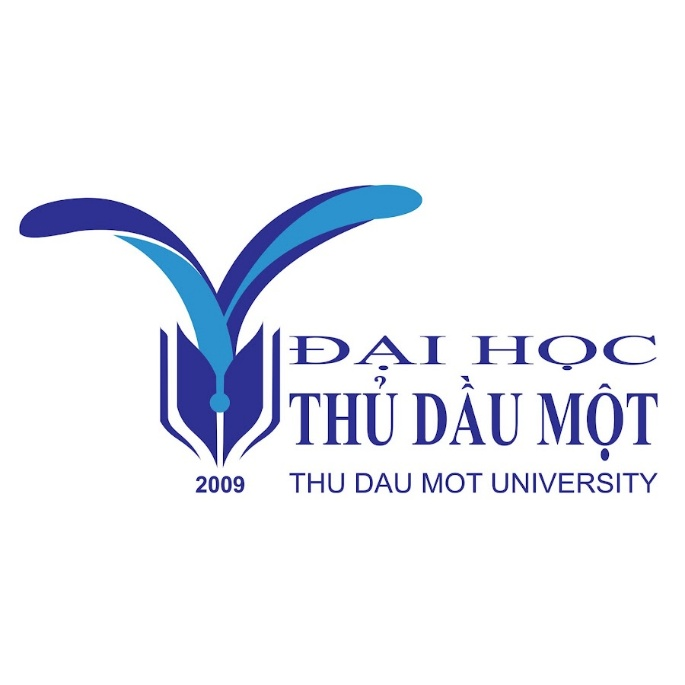 ĐẠI HỌC
THỦ DẦU MỘT
2009
THU DAU MOT UNIVERSITY